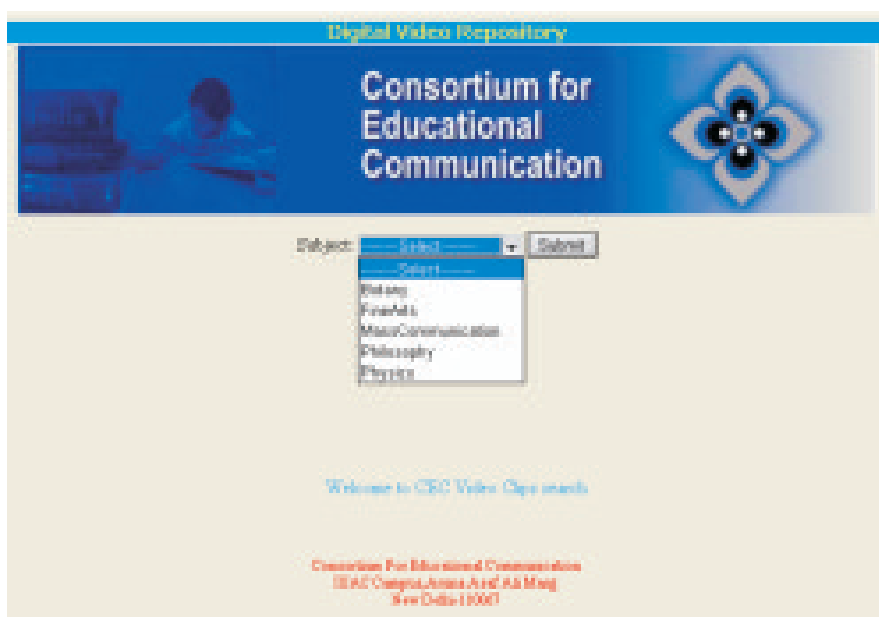 Digital Video Repository
Consortium for
Educational
Communication
Subject: ------Select------ Submit
------Select------
Botany
FineArts
MassCommunication
Philosophy
Physics
Welcome to CEC Video Clips search
Consortium For Educational Communication
Campus, Aruna Asaf Ali Marg
New Delhi-110067